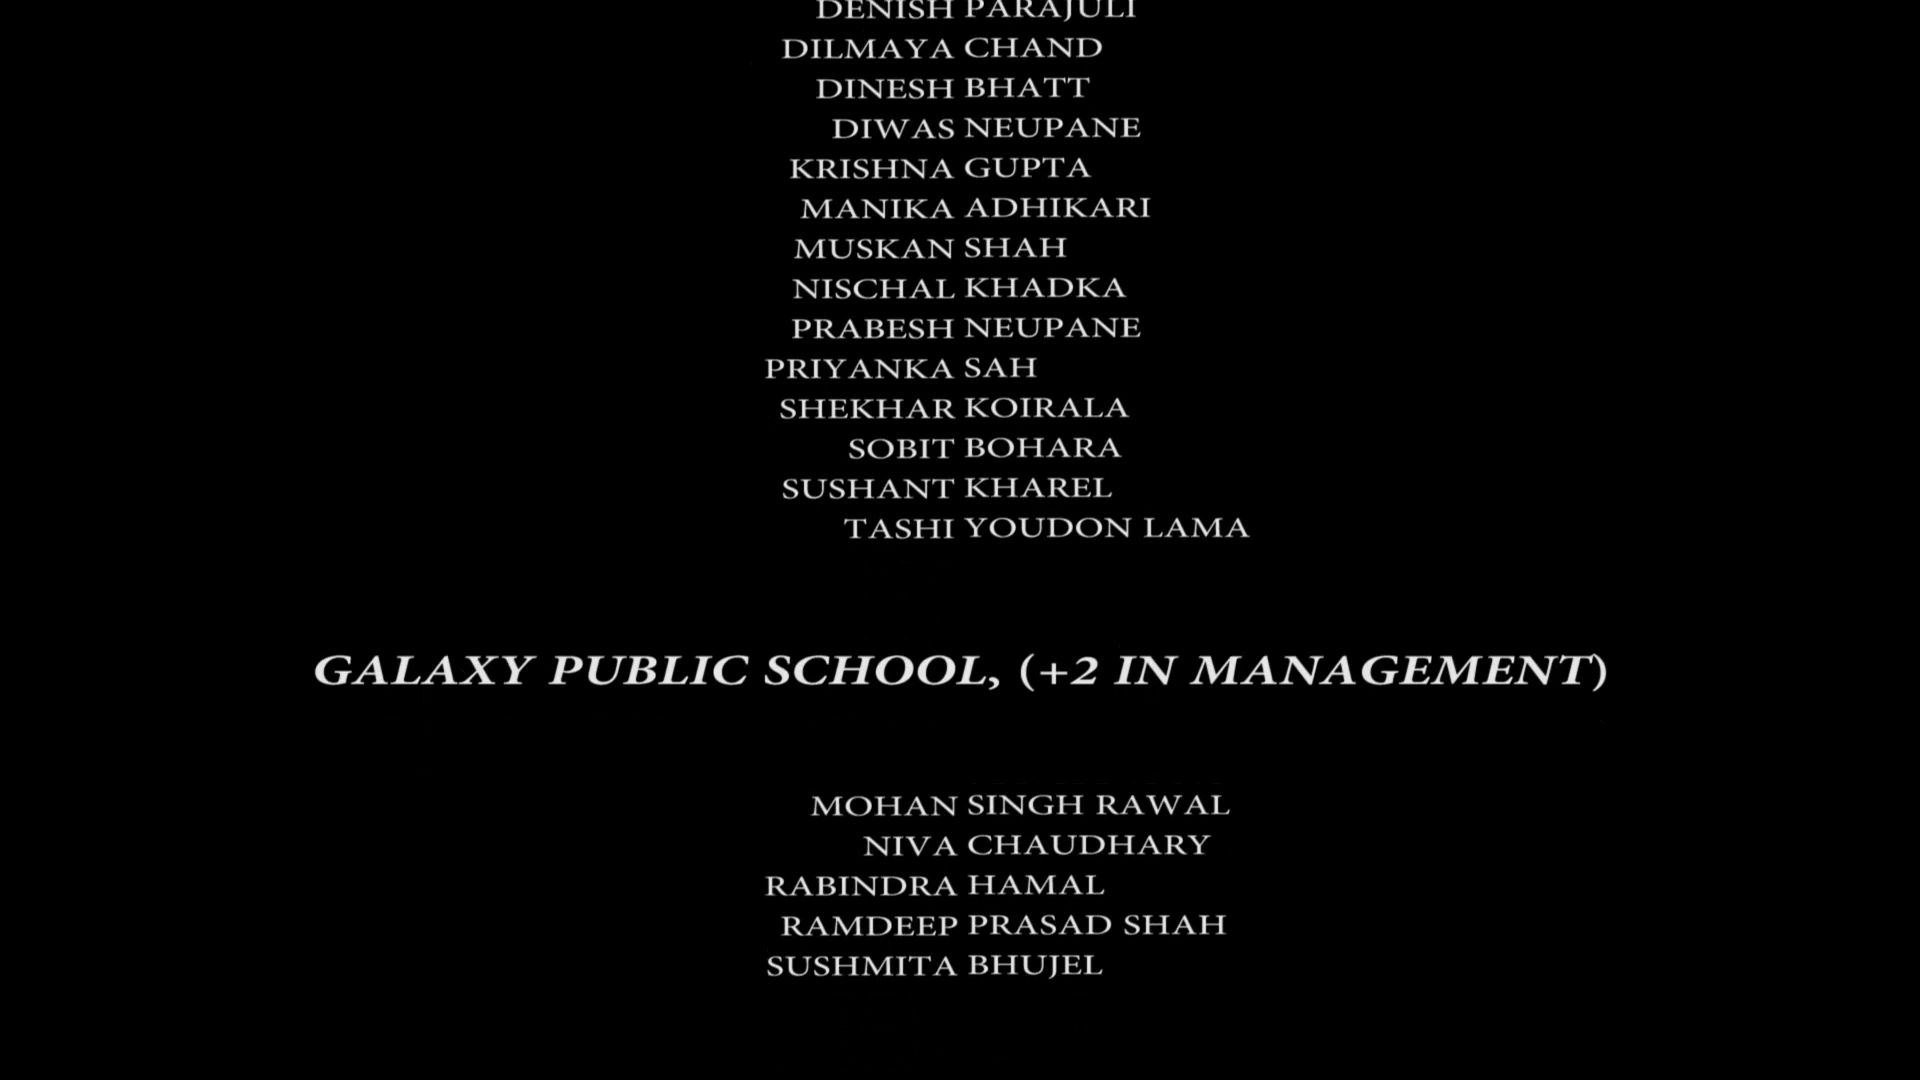 DENISH PARAJULI
DILMAYA CHAND
DINESH BHATT
DIWAS NEUPANE
KRISHNA GUPTA
MANIKA ADHIKARI
MUSKAN SHAH
NISCHAL KHADKA
PRABESH NEUPANE
PRIYANKA SAH
SHEKHAR KOIRALA
SOBIT BOHARA
SUSHANT KHAREL
TASHI YOUDON LAMA
GALAXY PUBLIC SCHOOL, (+2 IN MANAGEMENT)
MOHAN SINGH RAWAL
NIVA CHAUDHARY
RABINDRA HAMAL
RAMDEEP PRASAD SHAH
SUSHMITA BHUJEL